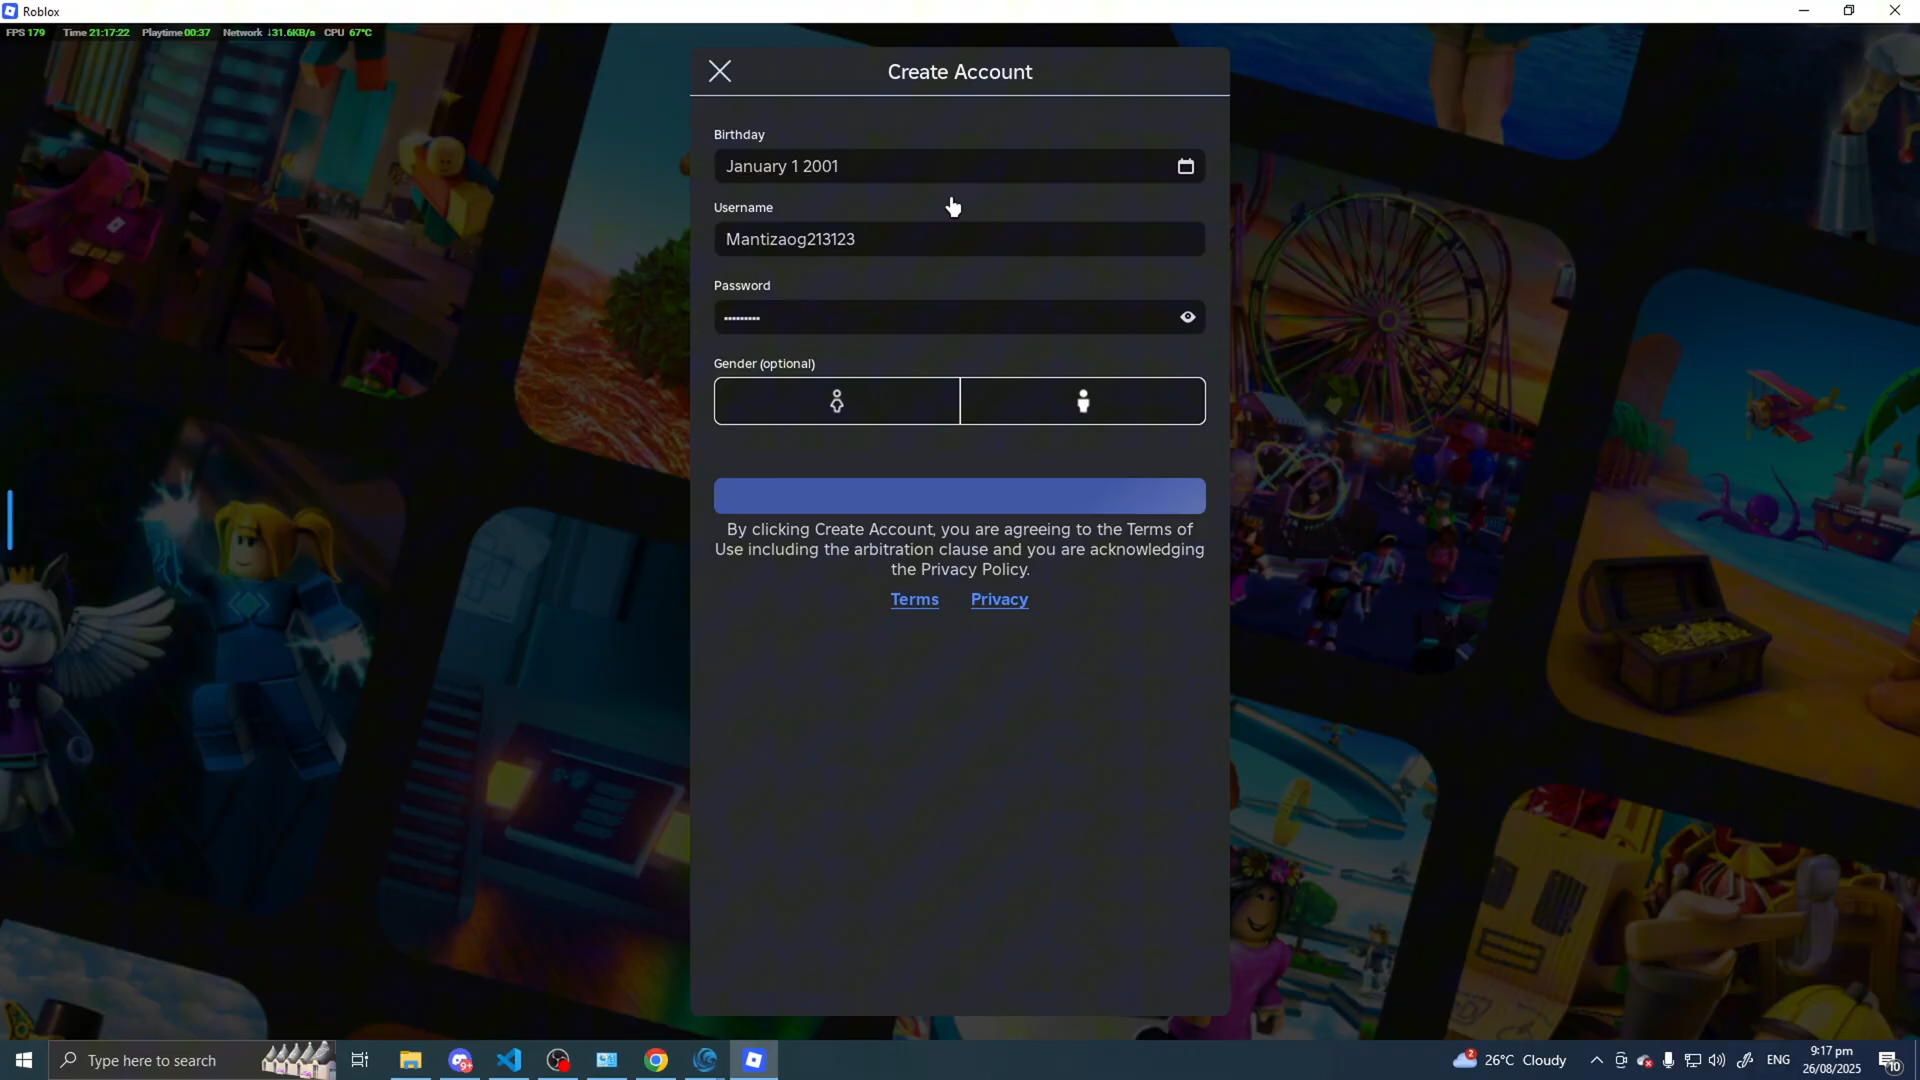 Roblox
FPS 179 Time 21:17:22 Playtime 00:37 Network ↓31.6KB/s CPU 67°C
Create Account
Birthday
January 1 2001
Username
Mantizaog213123
Password
Gender (optional)
By clicking Create Account, you are agreeing to the Terms of
Use including the arbitration clause and you are acknowledging
the Privacy Policy.
Terms Privacy
Type here to search
9+
2
26°C Cloudy
ENG
9:17 pm
26/08/2025
10